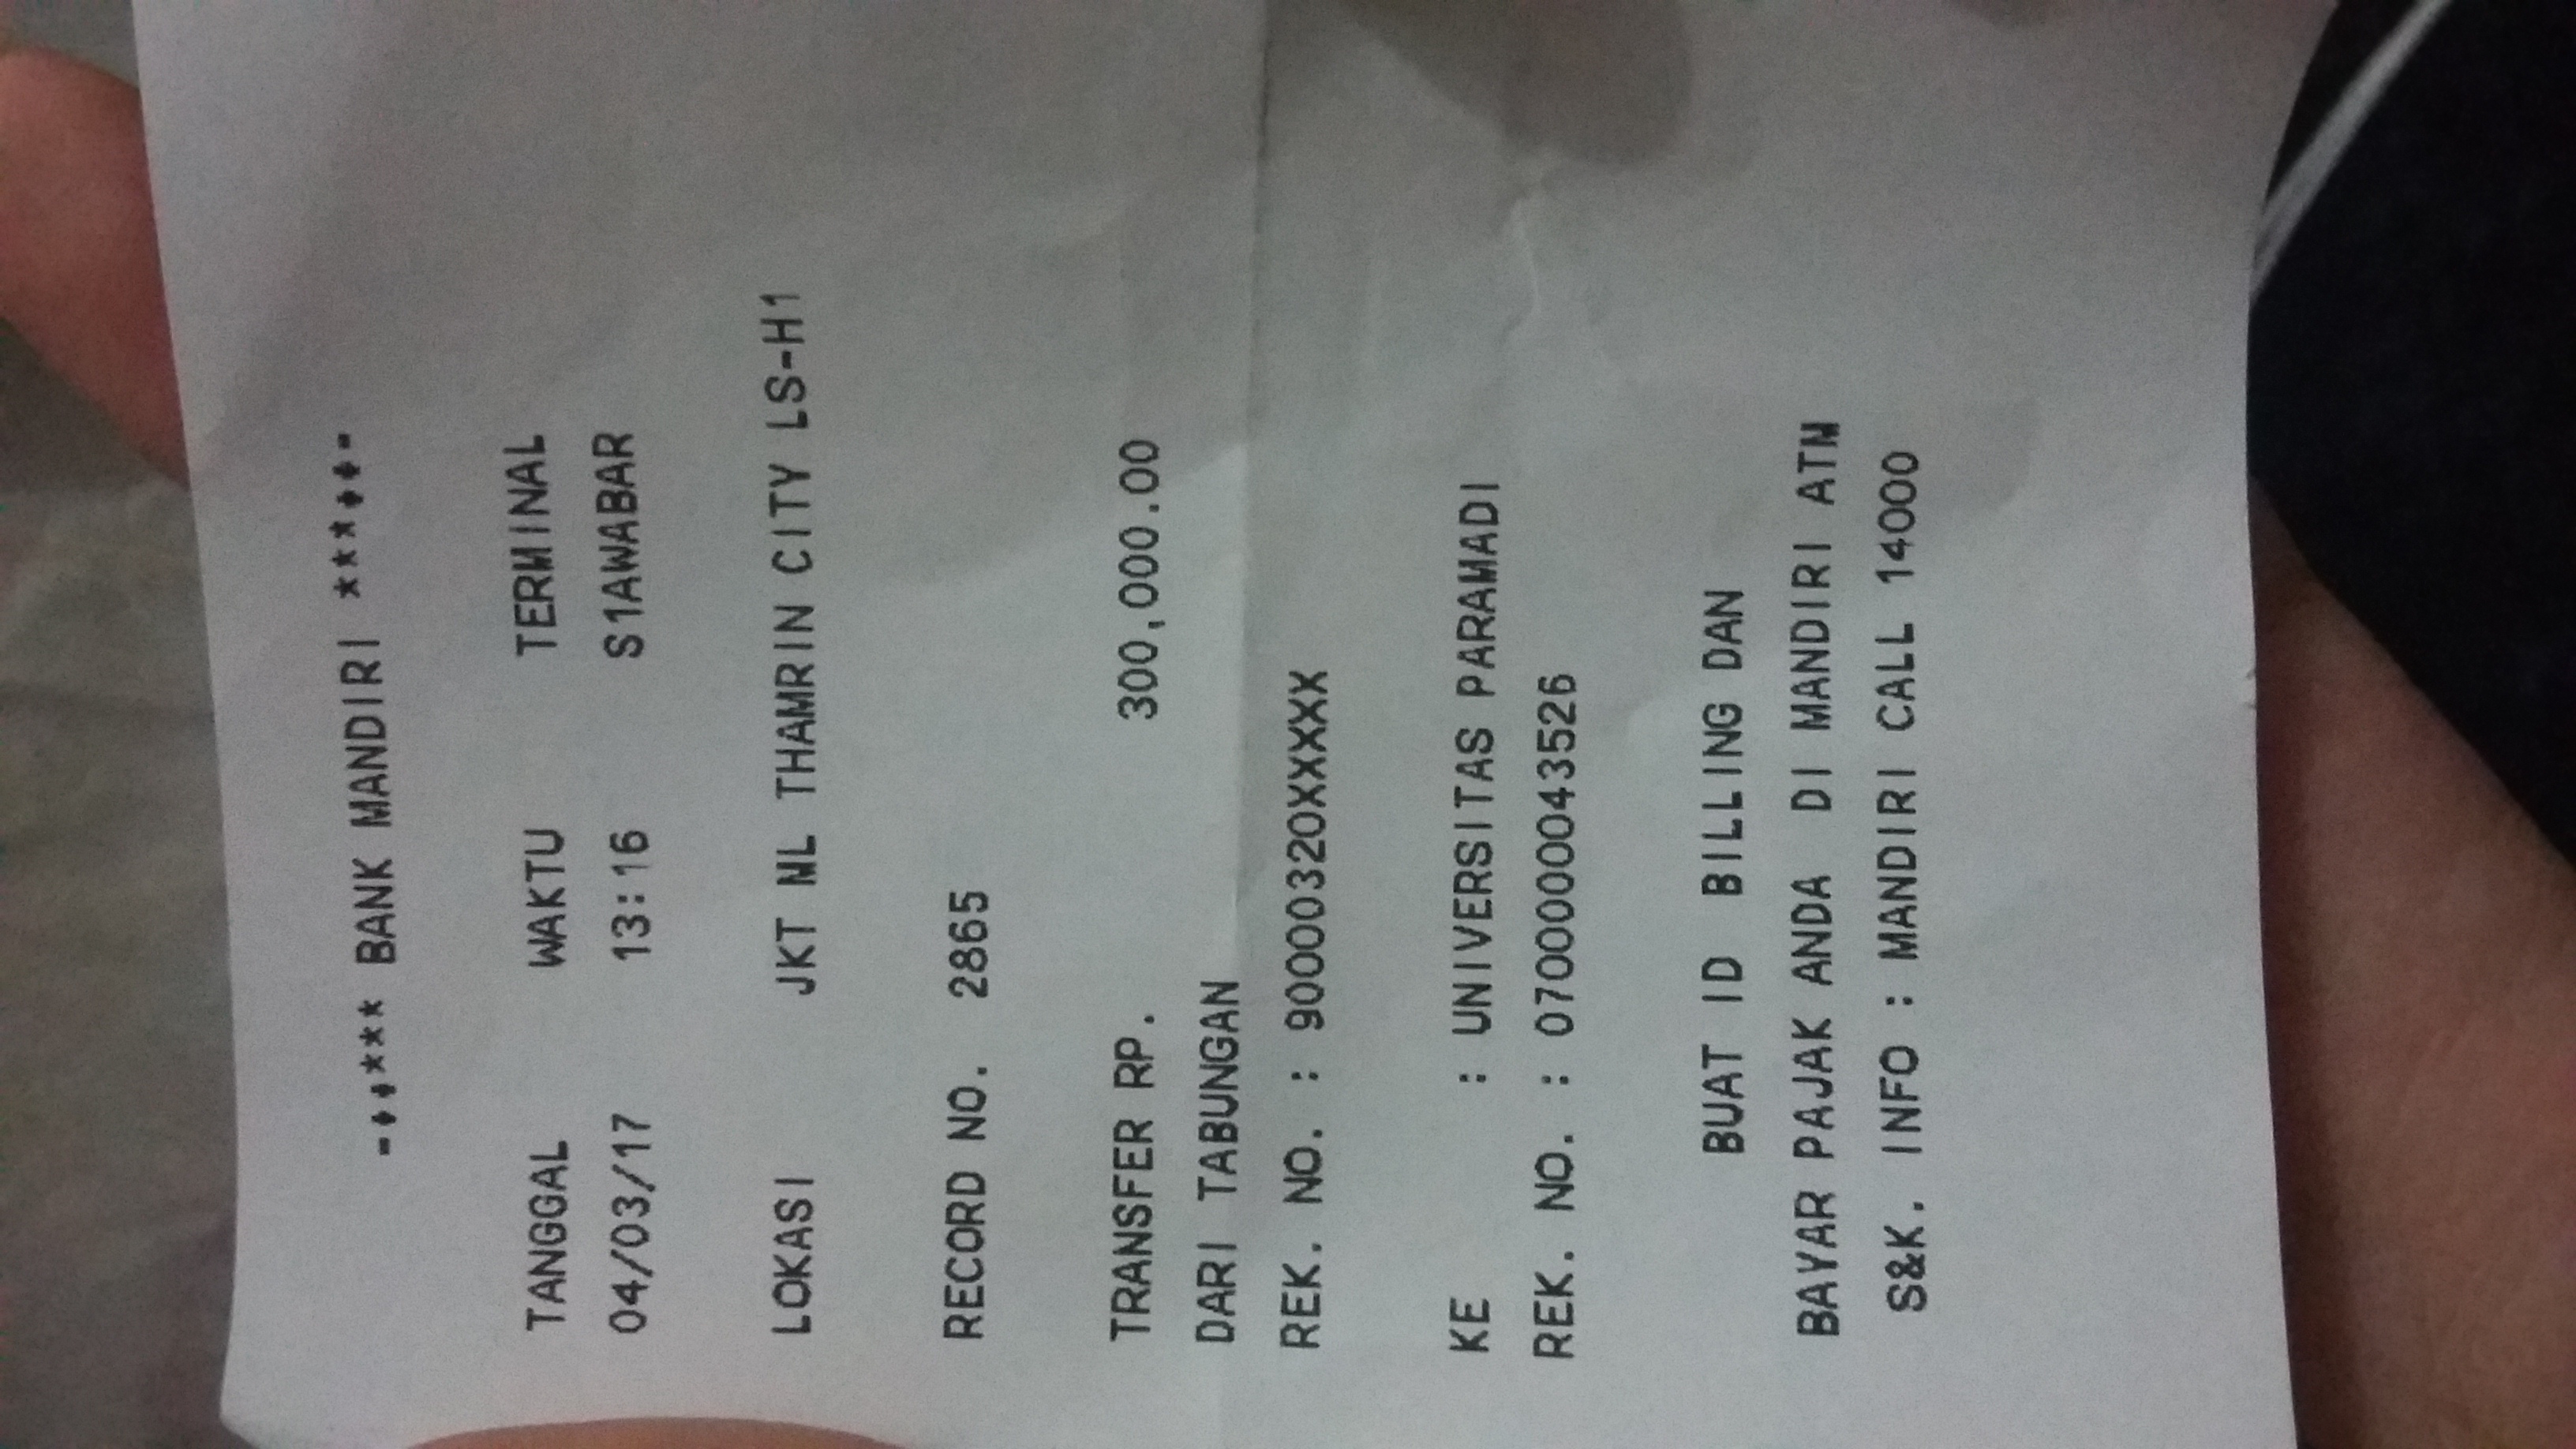 -++*** BANK MANDIRI ***++-
TANGGAL WAKTU TERMINAL
04/03/17 13:16 S1AWABAR
LOKASI JKT ML THAMRIN CITY LS-H1
RECORD NO. 2865
TRANSFER RP. 300,000.00
DARI TABUNGAN
REK. NO. : 90000320XXXXX
KE : UNIVERSITAS PARAMADI
REK. NO. : 0700000043526
BUAT ID BILLING DAN
BAYAR PAJAK ANDA DI MANDIRI ATM
S&K. INFO : MANDIRI CALL 14000